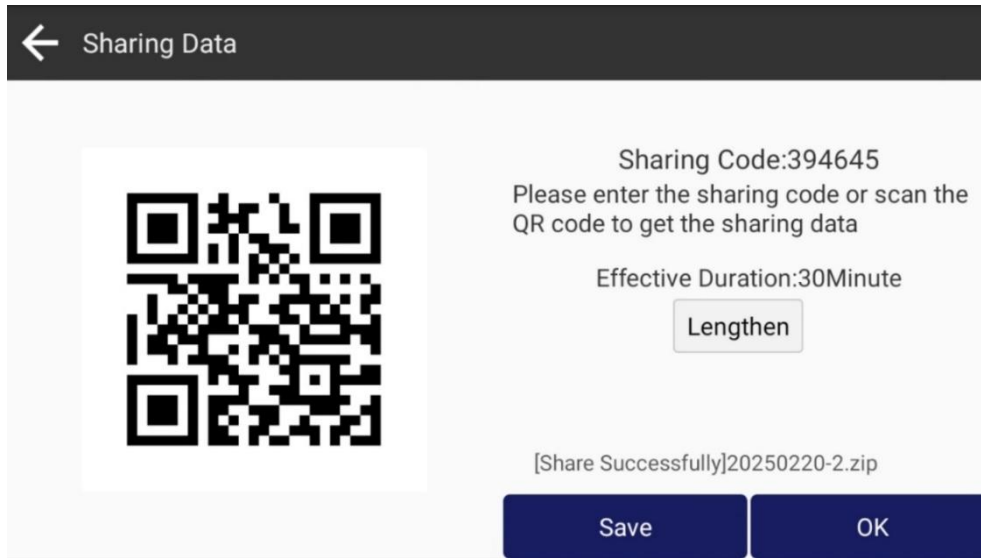 Sharing Data
Sharing Code:394645
Please enter the sharing code or scan the
QR code to get the sharing data
Effective Duration:30Minute
Lengthen
[Share Successfully]20250220-2.zip
Save
OK